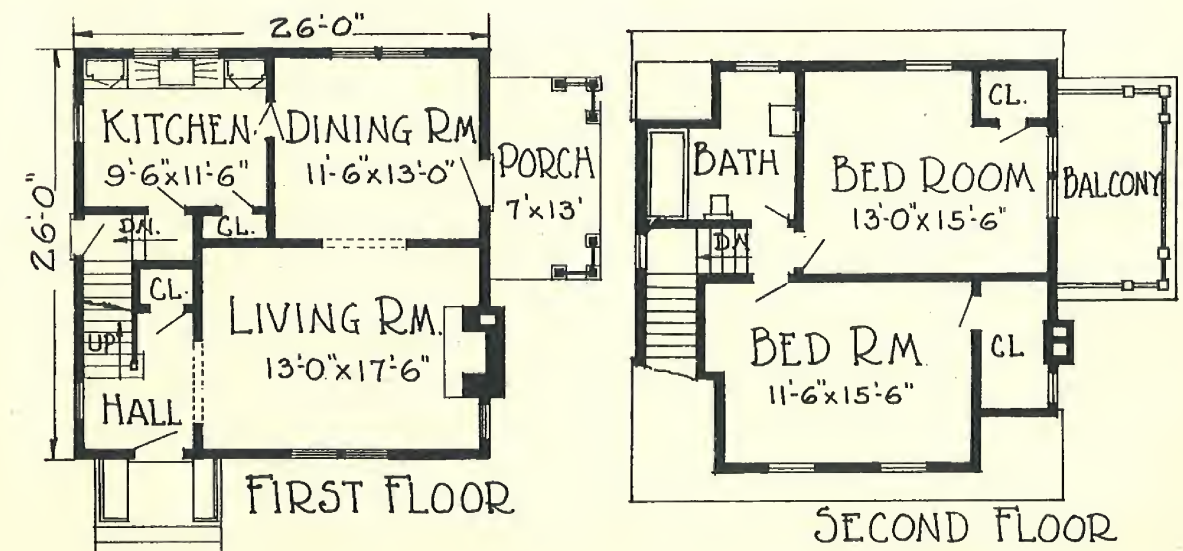 26'-0"
26'-0"
KITCHEN
9'-6"x11'-6"
DINING RM
11'-6"x13'-0"
PORCH
7'x13'
DN.
CL.
CL.
UP
LIVING RM.
13'-0"x17'-6"
HALL
FIRST FLOOR
BATH
CL.
BED ROOM
13'-0"x15'-6"
BALCONY
DN
BED RM
11'-6"x15'-6"
CL
SECOND FLOOR